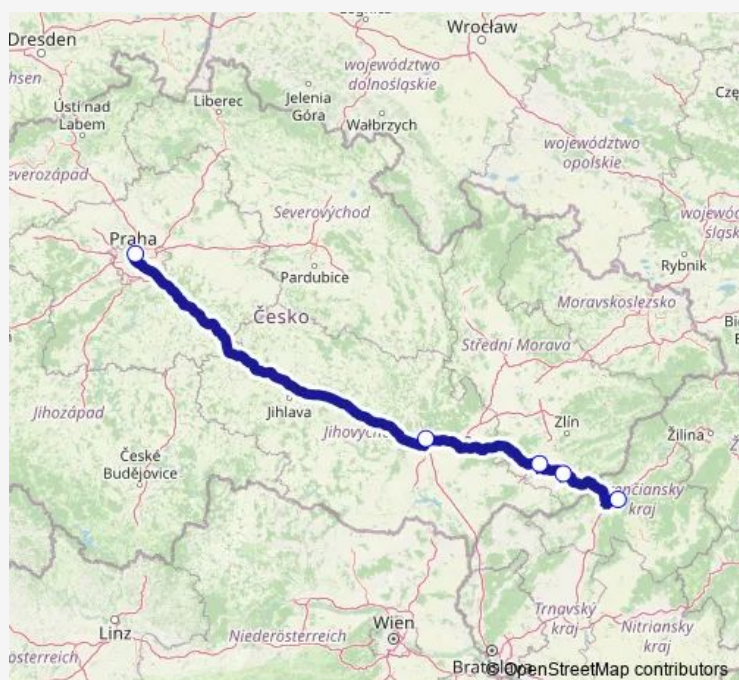 Wrocław
Dresden
województwo
dolnośląskie
Liberec
Jelenia
Góra
Ústí nad
Labem
Wałbrzych
województwo
opolskie
Severovýchod
Praha
Rybnik
Pardubice
Moravskoslezsko
Česko
Střední Morava
Jihozápad
Jihlava
Zlín
Žilina
České
Budějovice
kraj
Trnavský
kraj
Wien
Linz
Niederösterreich
Nitriansky
kraj
© OpenStreetMap contributors